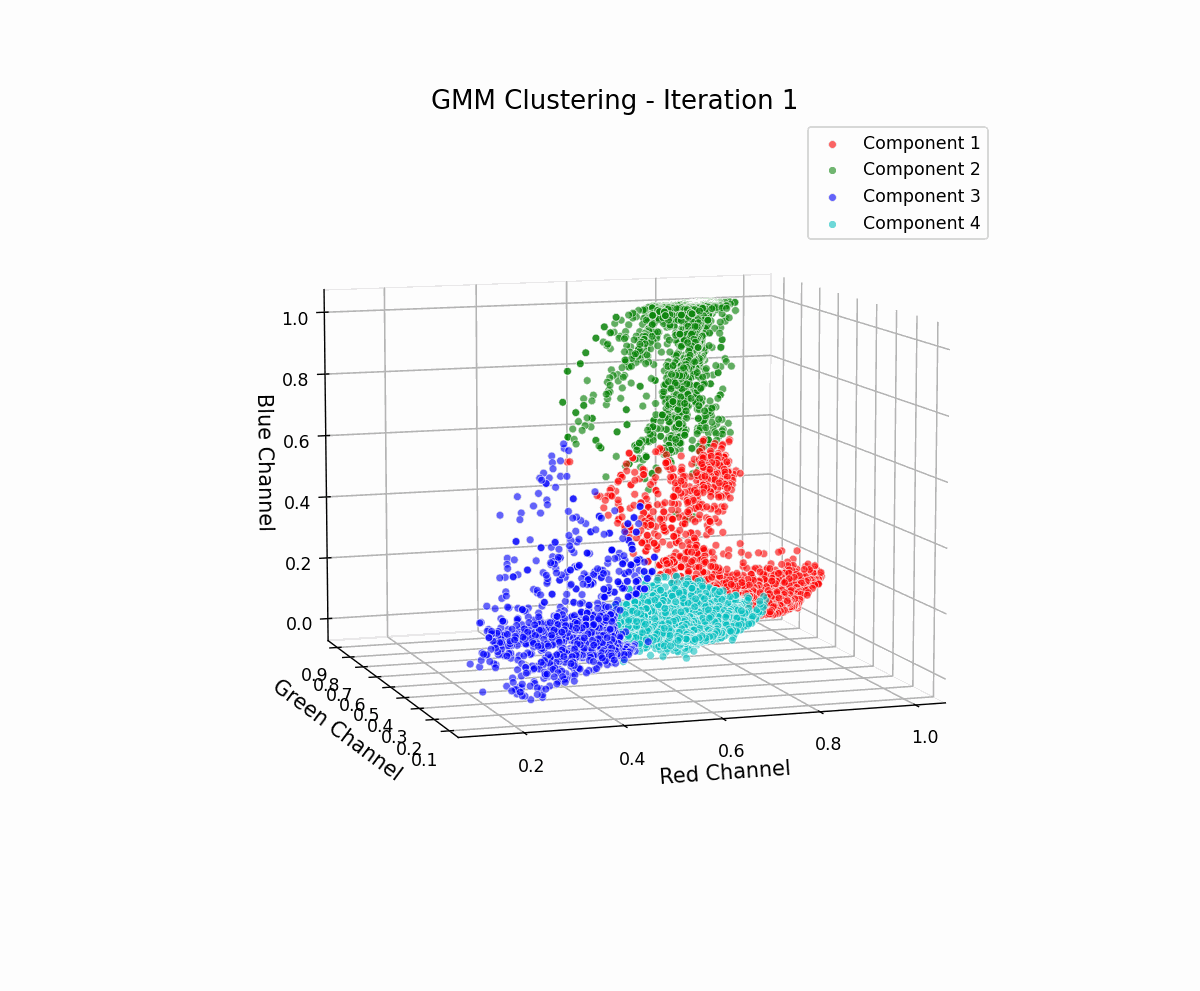 GMM Clustering - Iteration 1
Component 1
Component 2
Component 3
Component 4
1.0
0.8
0.6
0.4
0.2
0.0
Blue Channel
0.9
0.8
0.7
0.6
0.5
0.4
0.3
0.2
0.1
Green Channel
0.2
0.4
0.6
0.8
1.0
Red Channel